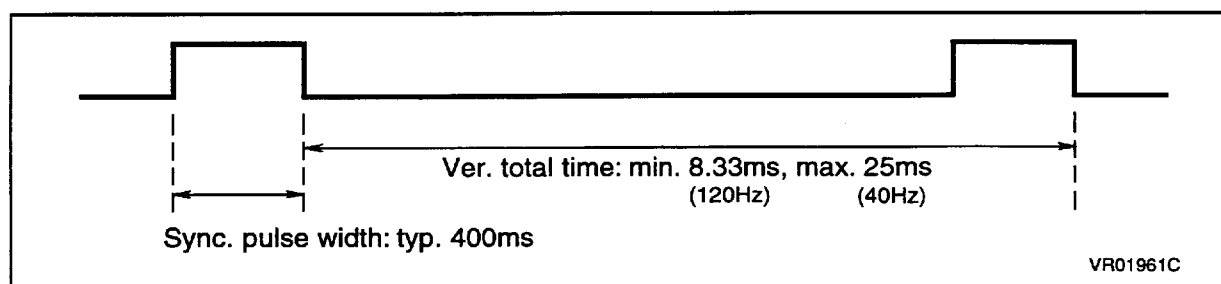 Ver. total time: min. 8.33ms, max. 25ms
(120Hz) (40Hz)
Sync. pulse width: typ. 400ms
VR01961C